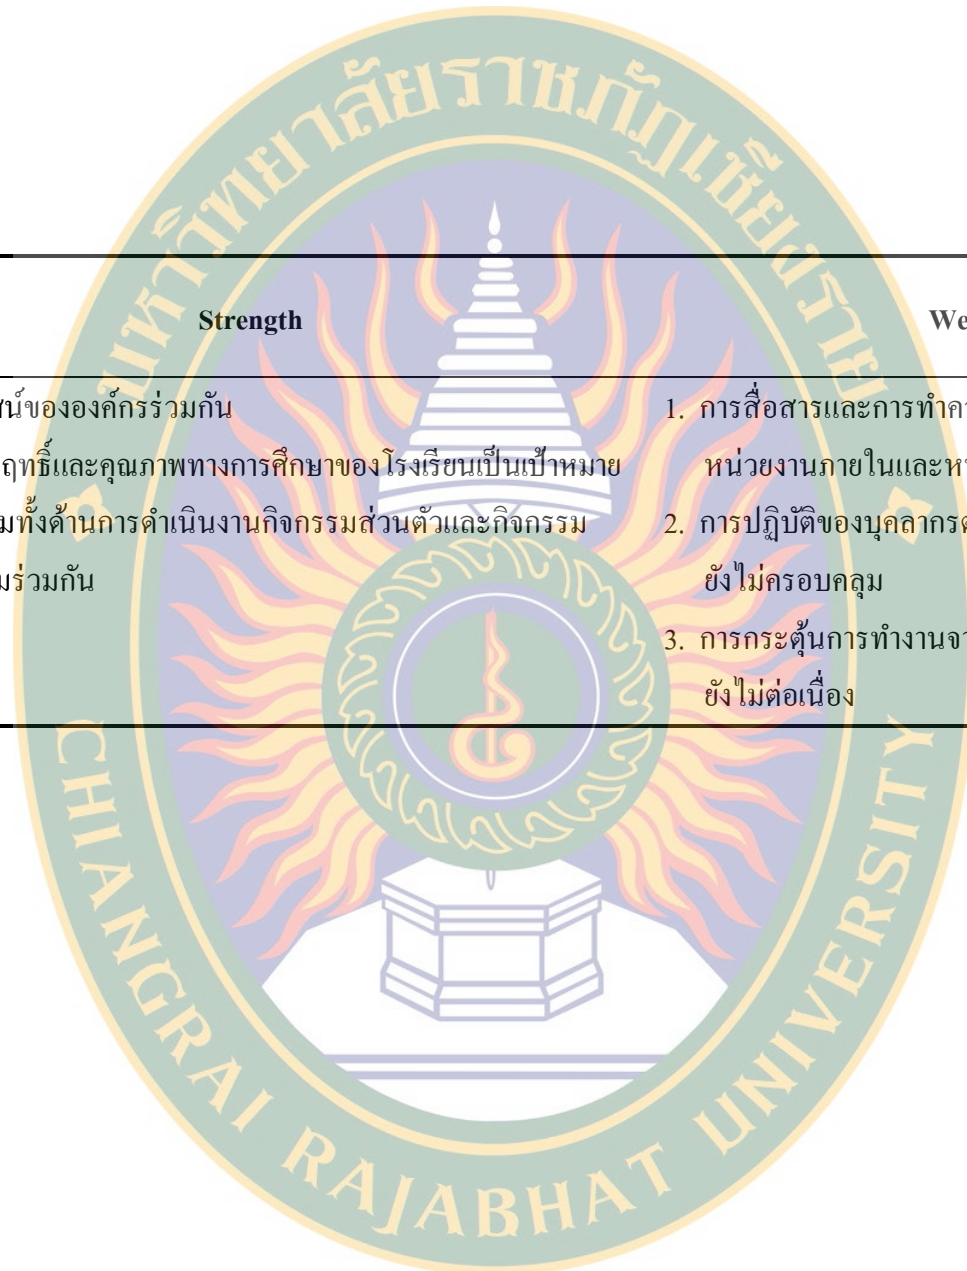 มหาวิทยาลัยราชภัฏเชียงราย
Strength
We
สน์ขององค์กรร่วมกัน
ฤทธิ์และคุณภาพทางการศึกษาของโรงเรียนเป็นเป้าหมาย
มทั้งด้านการดำเนินงานกิจกรรมส่วนตัวและกิจกรรม
มร่วมกัน
1. การสื่อสารและการทำคว
หน่วยงานภายในและหน
2. การปฏิบัติของบุคลากรต
ยังไม่ครอบคลุม
3. การกระตุ้นการทำงานจา
ยังไม่ต่อเนื่อง
CHIANGRAI RAJABHAT UNIVERSITY